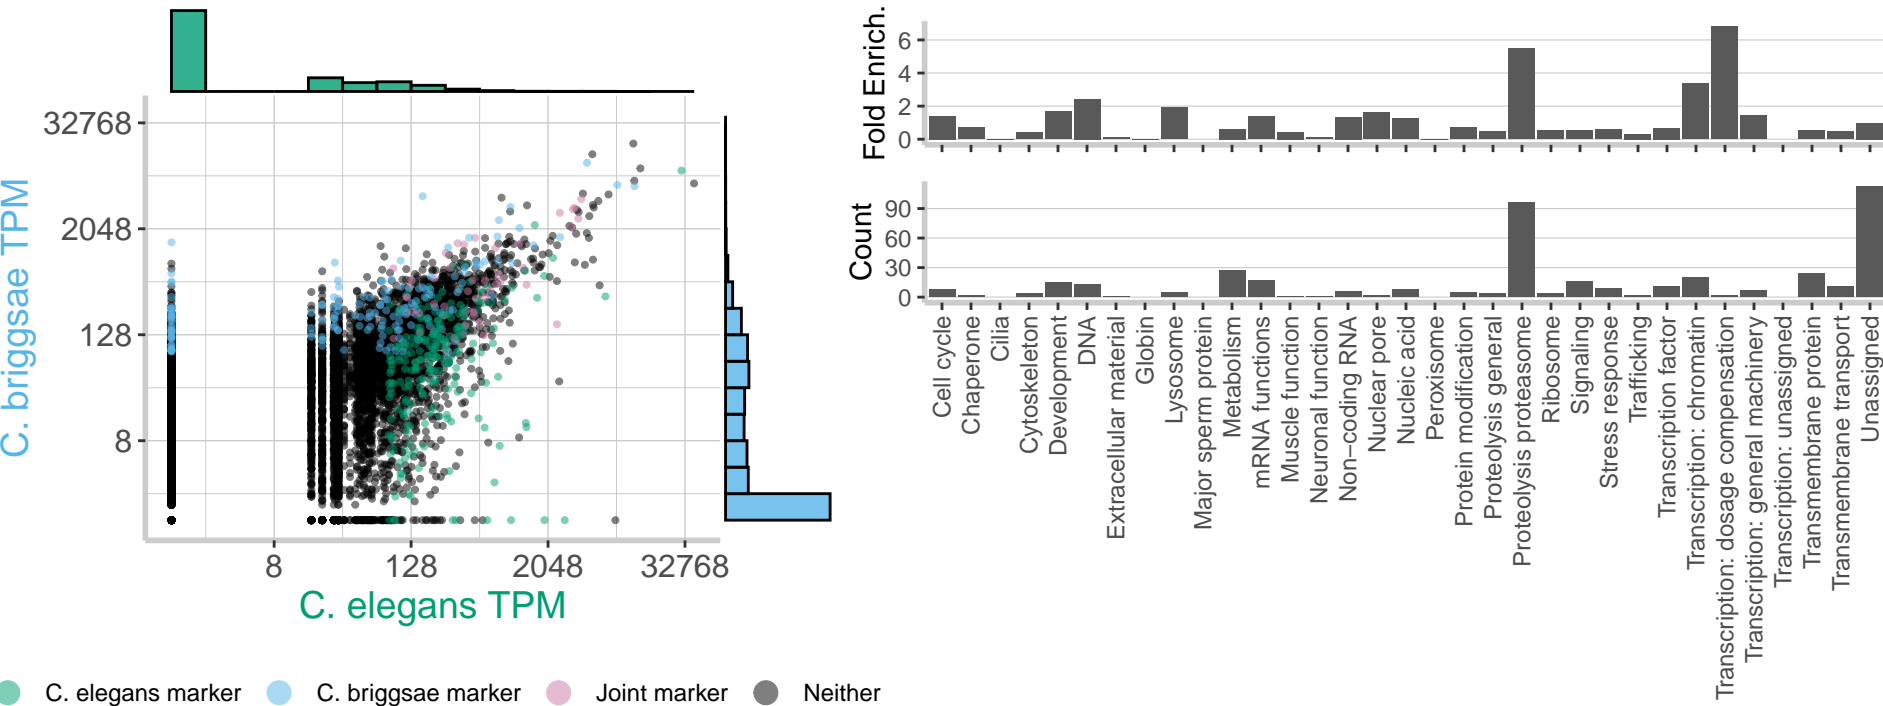 32768
2048
128
8
C. briggsae TPM
8
128
2048
32768
C. elegans TPM
C. elegans marker
C. briggsae marker
Joint marker
Neither
Fold Enrich.
6
4
2
0
Count
90
60
30
0
Cell cycle
Chaperone
Cilia
Cytoskeleton
Development
DNA
Extracellular material
Globin
Lysosome
Major sperm protein
Metabolism
mRNA functions
Muscle function
Neuronal function
Non−coding RNA
Nuclear pore
Nucleic acid
Peroxisome
Protein modification
Proteolysis general
Proteolysis proteasome
Ribosome
Signaling
Stress response
Trafficking
Transcription factor
Transcription: chromatin
Transcription: dosage compensation
Transcription: general machinery
Transcription: unassigned
Transmembrane protein
Transmembrane transport
Unassigned